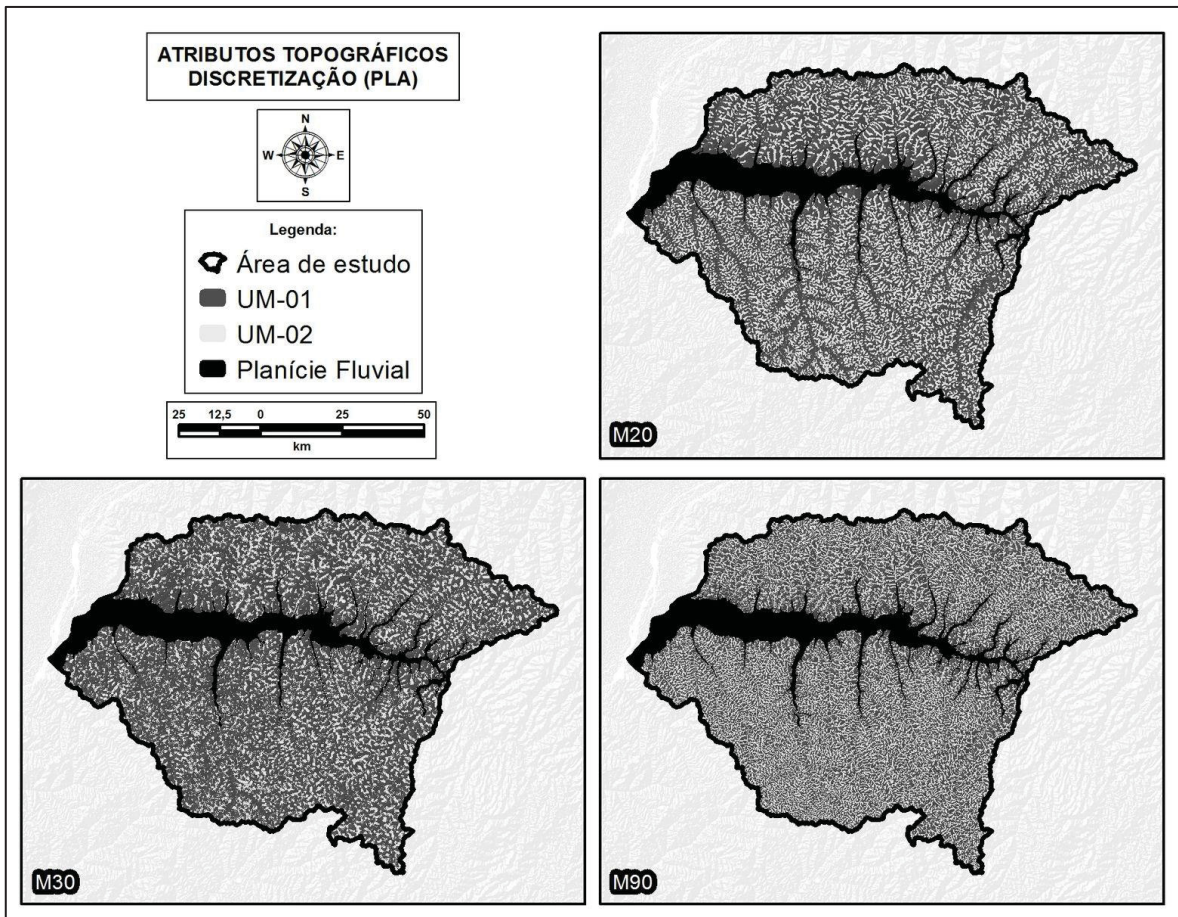 ATRIBUTOS TOPOGRÁFICOS
DISCRETIZAÇÃO (PLA)
N
W E
S
Legenda:
Área de estudo
UM-01
UM-02
Planície Fluvial
25 12,5 0 25 50
km
M20
M30
M90